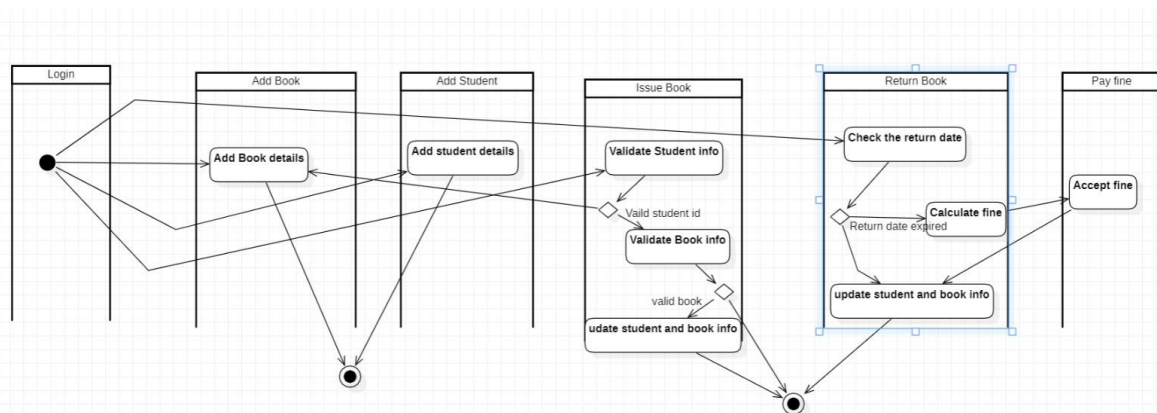 Login
Add Book
Add Student
Issue Book
Return Book
Pay fine
Add Book details
Add student details
Validate Student info
Check the return date
Accept fine
Vaild student id
Calculate fine
Return date expired
Validate Book info
valid book
update student and book info
udate student and book info